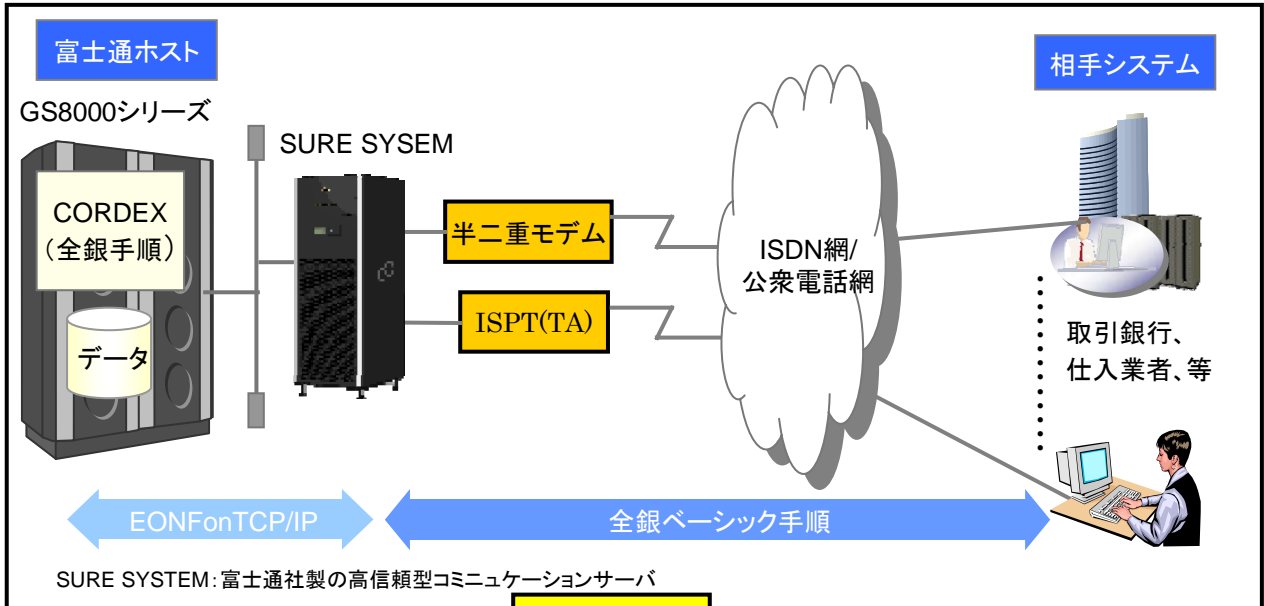 富士通ホスト
GS8000シリーズ
CORDEX
(全銀手順)
データ
SURE SYSEM
半二重モデム
ISPT(TA)
ISDN網/
公衆電話網
相手システム
取引銀行、
仕入業者、等
EONFonTCP/IP
全銀ベーシック手順
SURE SYSTEM:富士通社製の高信頼型コミニュケーションサーバ